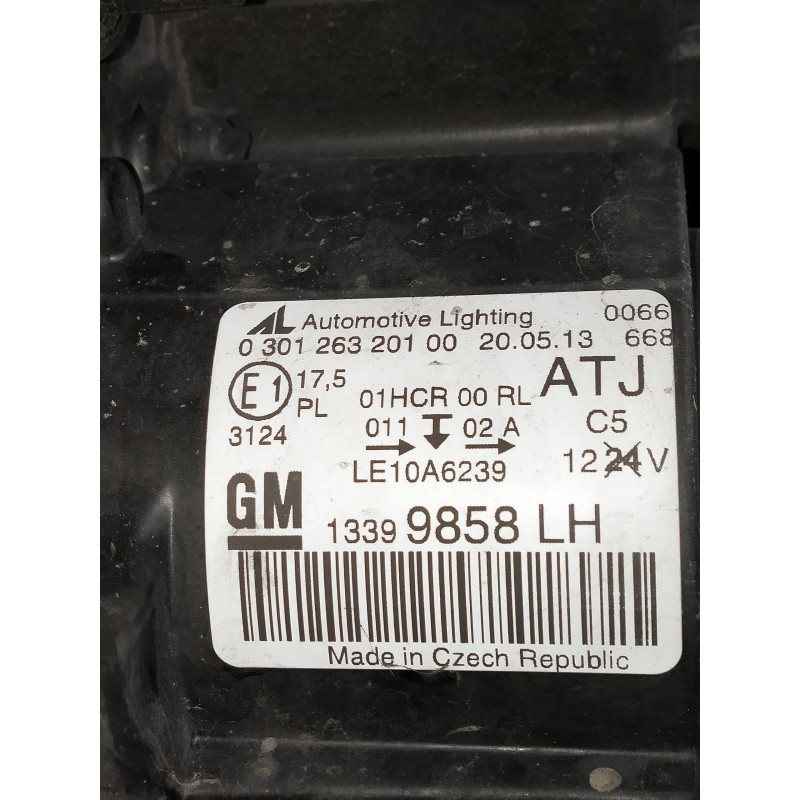 AL Automotive Lighting 0066
0 301 263 201 00 20.05.13 668
E1 17,5 01HCR 00 RL ATJ
PL
3124 011 02 A C5
LE10A6239 12 24 V
GM 1339 9858 LH
Made in Czech Republic